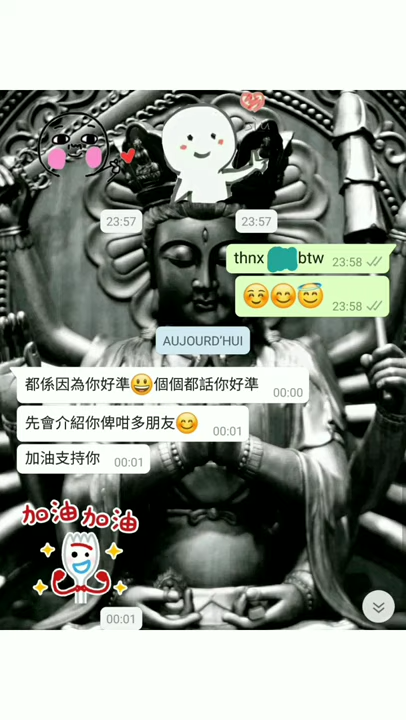 23:57
23:57
thnx btw 23:58
☺️😊😇
23:58
AUJOURD'HUI
都係因為你好準😃個個都話你好準
00:00
先會介紹你俾咁多朋友😊
00:01
加油支持你 00:01
加油加油
00:01